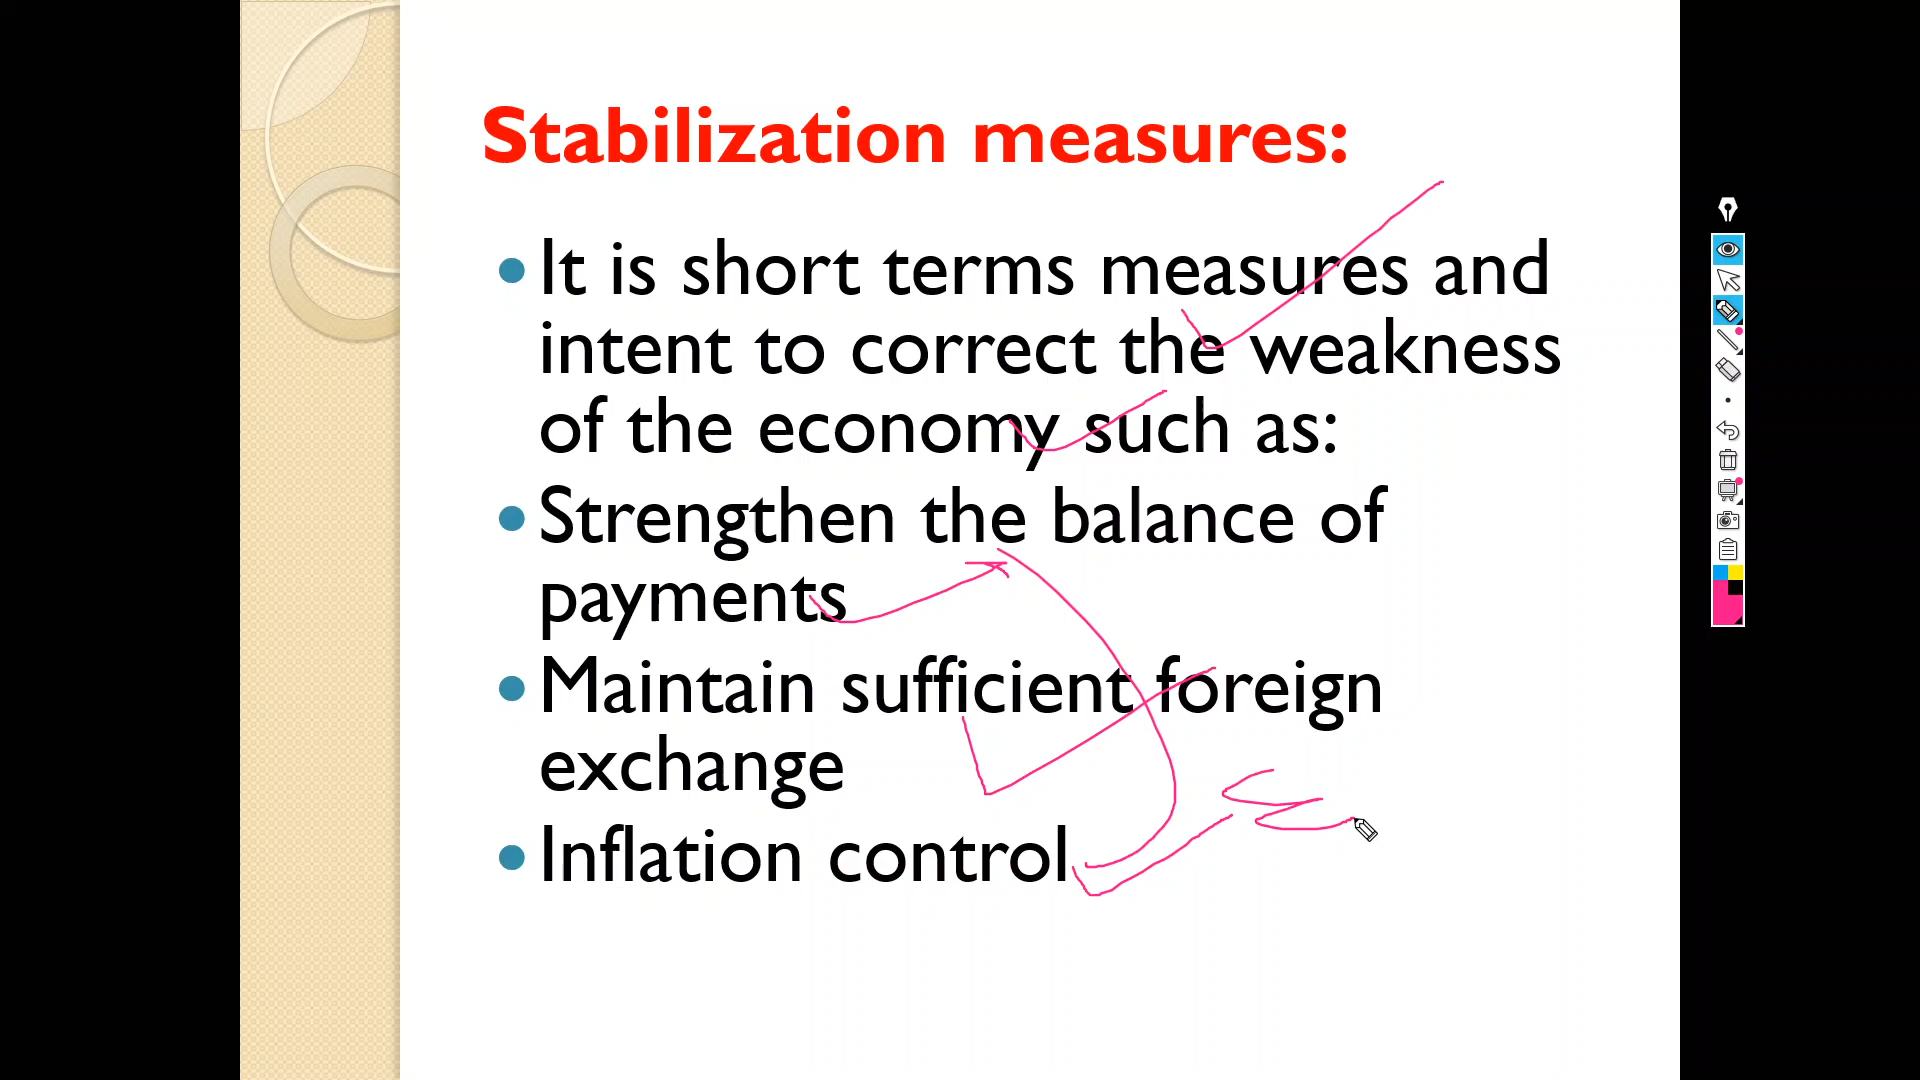 Stabilization measures:
It is short terms measures and
intent to correct the weakness
of the economy such as:
Strengthen the balance of
payments
Maintain sufficient foreign
exchange
Inflation control